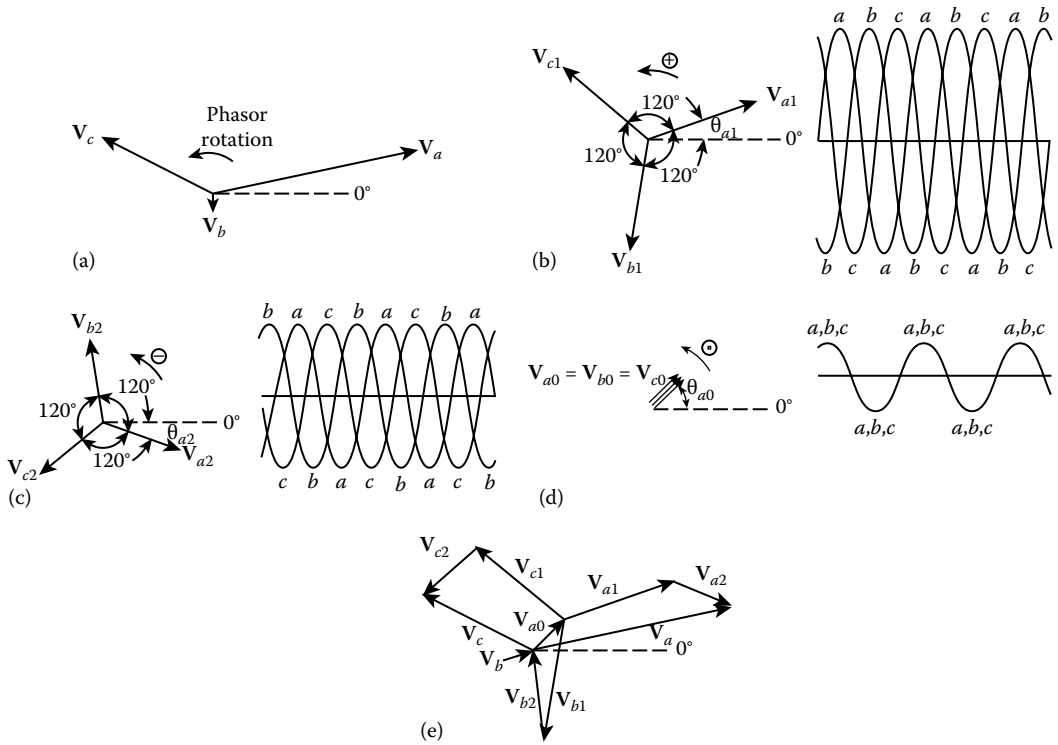 Phasor
rotation
V_c
V_a
0°
V_b
(a)
V_c1
⊕
120°
V_a1
θ_a1
0°
120°
120°
V_b1
(b)
a b c a b c a b
b c a b c a b c
V_b2
⊖
120°
120°
0°
θ_a2
V_a2
120°
V_c2
(c)
b a c b a c b a
c b a c b a c b
V_a0 = V_b0 = V_c0
θ_a0
0°
(d)
a,b,c a,b,c a,b,c
a,b,c a,b,c
V_c2
V_c1
V_a1
V_a2
V_a0
V_c
V_a
0°
V_b
V_b2
V_b1
(e)